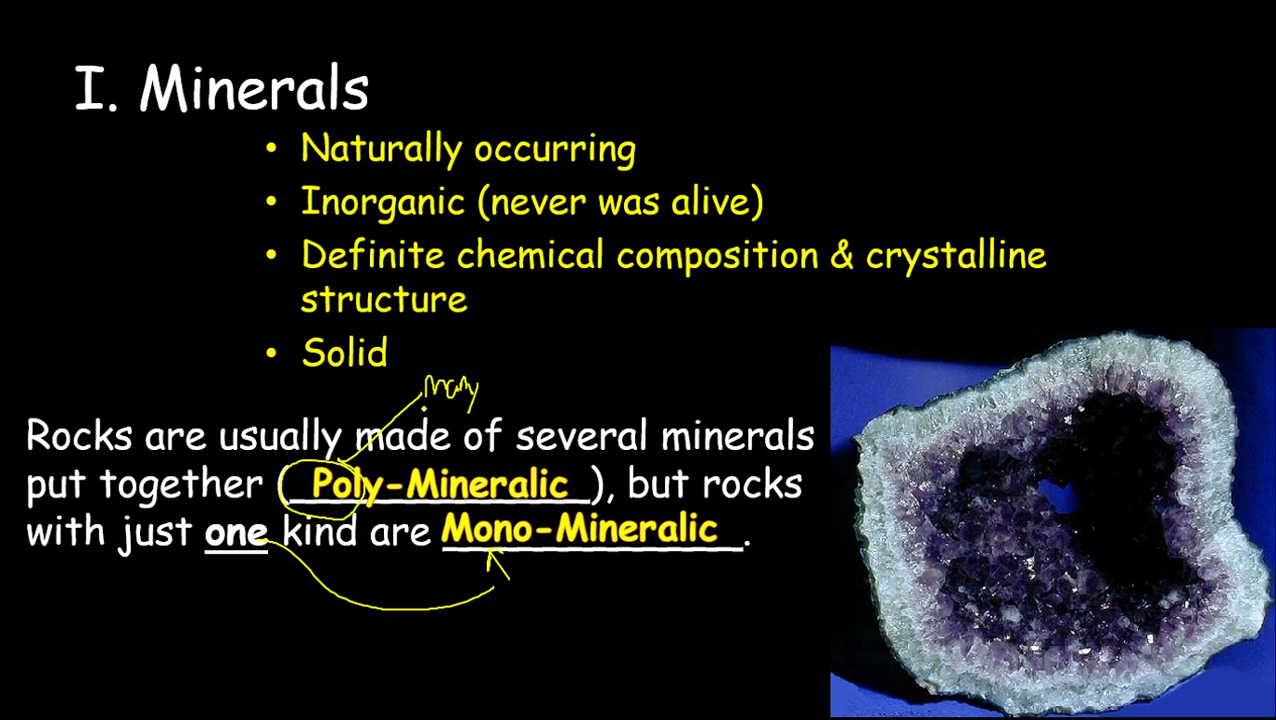 I. Minerals
• Naturally occurring
• Inorganic (never was alive)
• Definite chemical composition & crystalline
structure
• Solid
many
Rocks are usually made of several minerals
put together (Poly-Mineralic), but rocks
with just one kind are Mono-Mineralic.